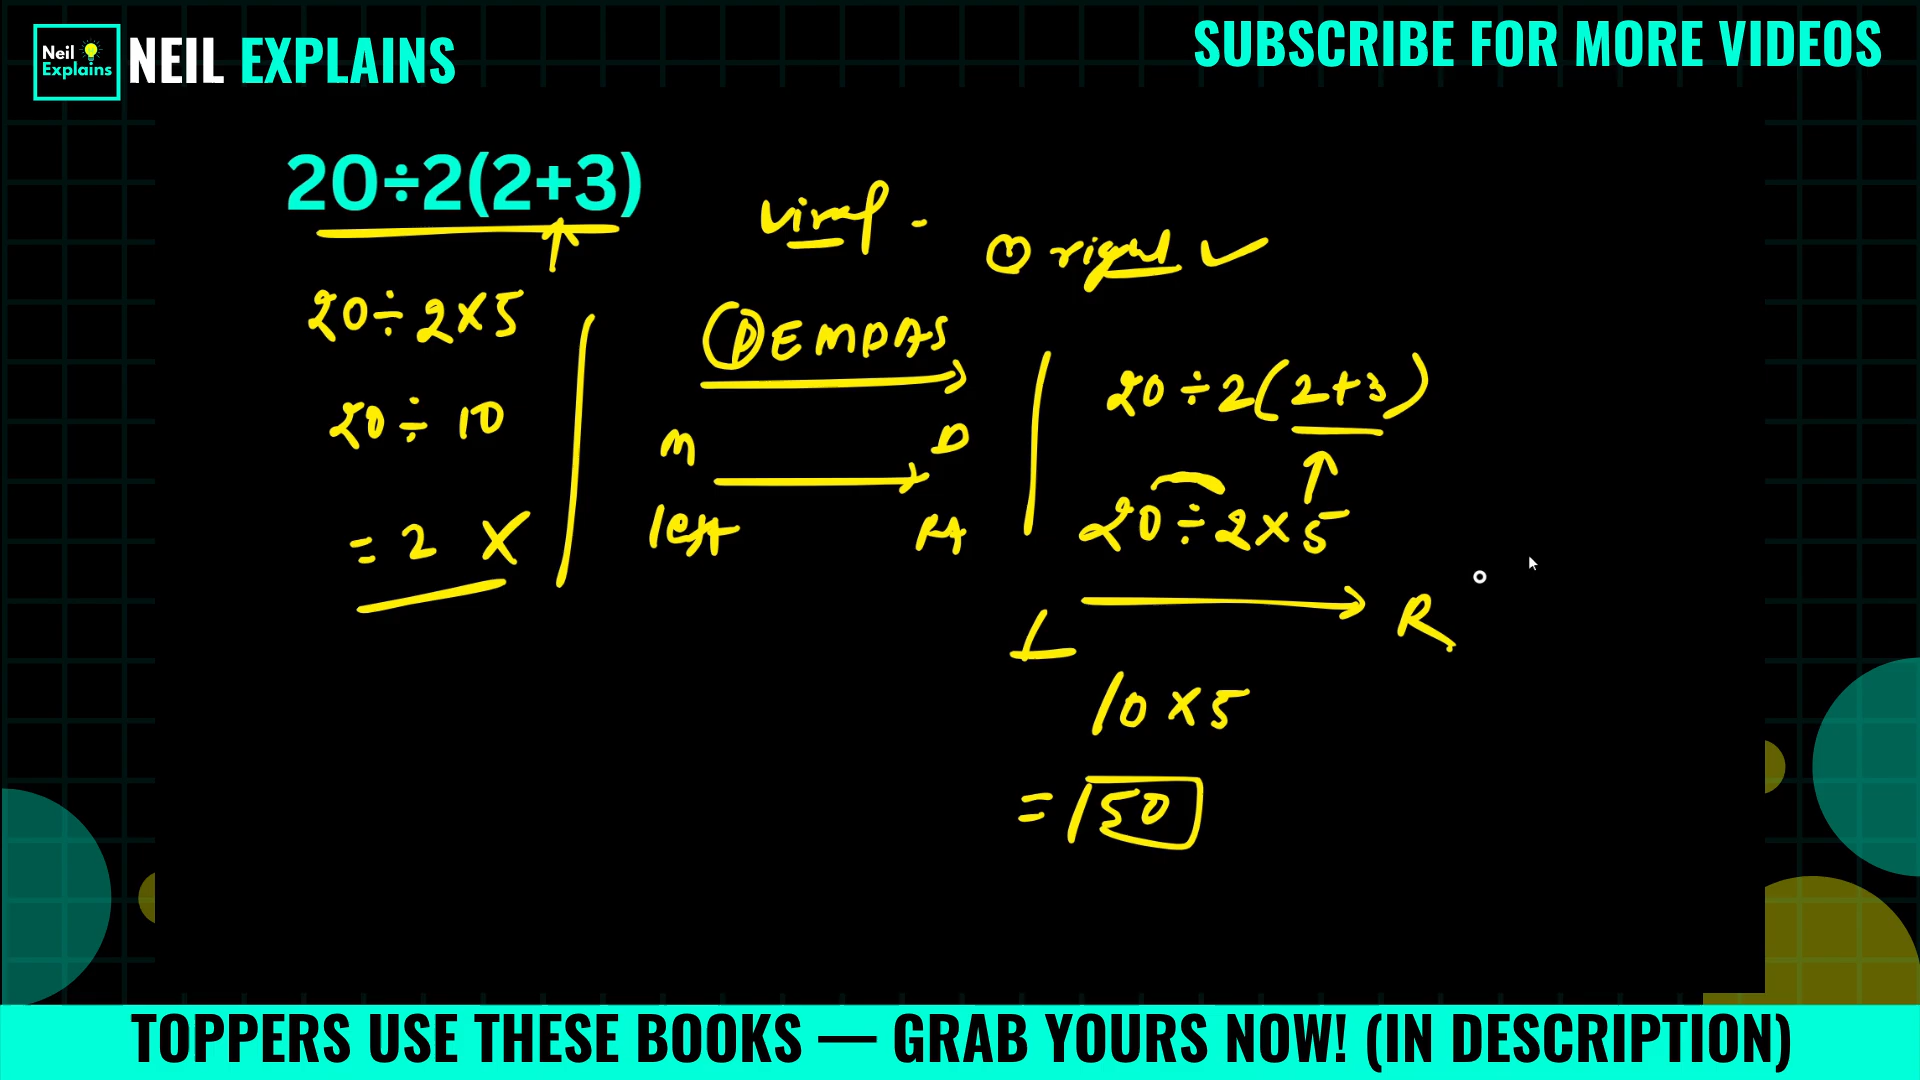 Neil
Explains
NEIL EXPLAINS
SUBSCRIBE FOR MORE VIDEOS
20÷2(2+3)
viral -
① right ✓
20÷2×5
20÷10
=2 ×
PEMDAS
M D
left Rt
20÷2(2+3)
20÷2×5
L R
10×5
=50
TOPPERS USE THESE BOOKS — GRAB YOURS NOW! (IN DESCRIPTION)